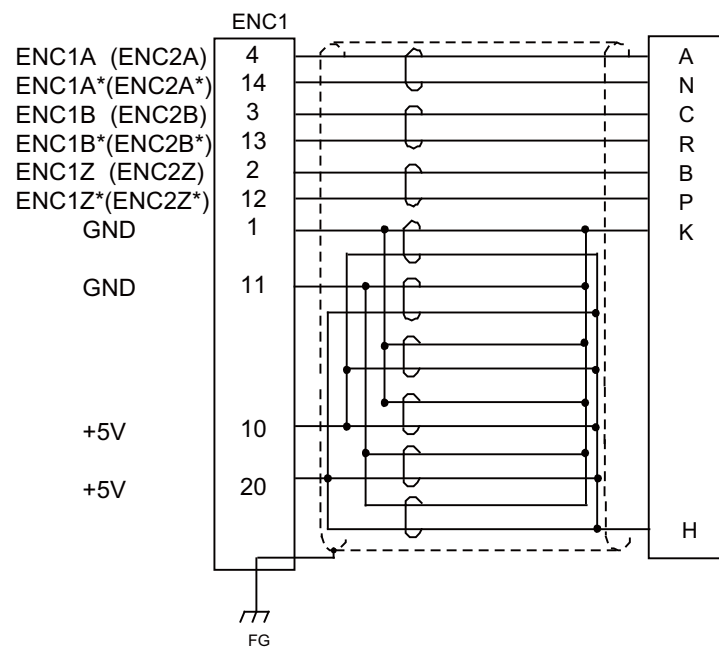 ENC1
ENC1A (ENC2A) 4 A
ENC1A*(ENC2A*) 14 N
ENC1B (ENC2B) 3 C
ENC1B*(ENC2B*) 13 R
ENC1Z (ENC2Z) 2 B
ENC1Z*(ENC2Z*) 12 P
GND 1 K
GND 11
+5V 10
+5V 20
H
FG